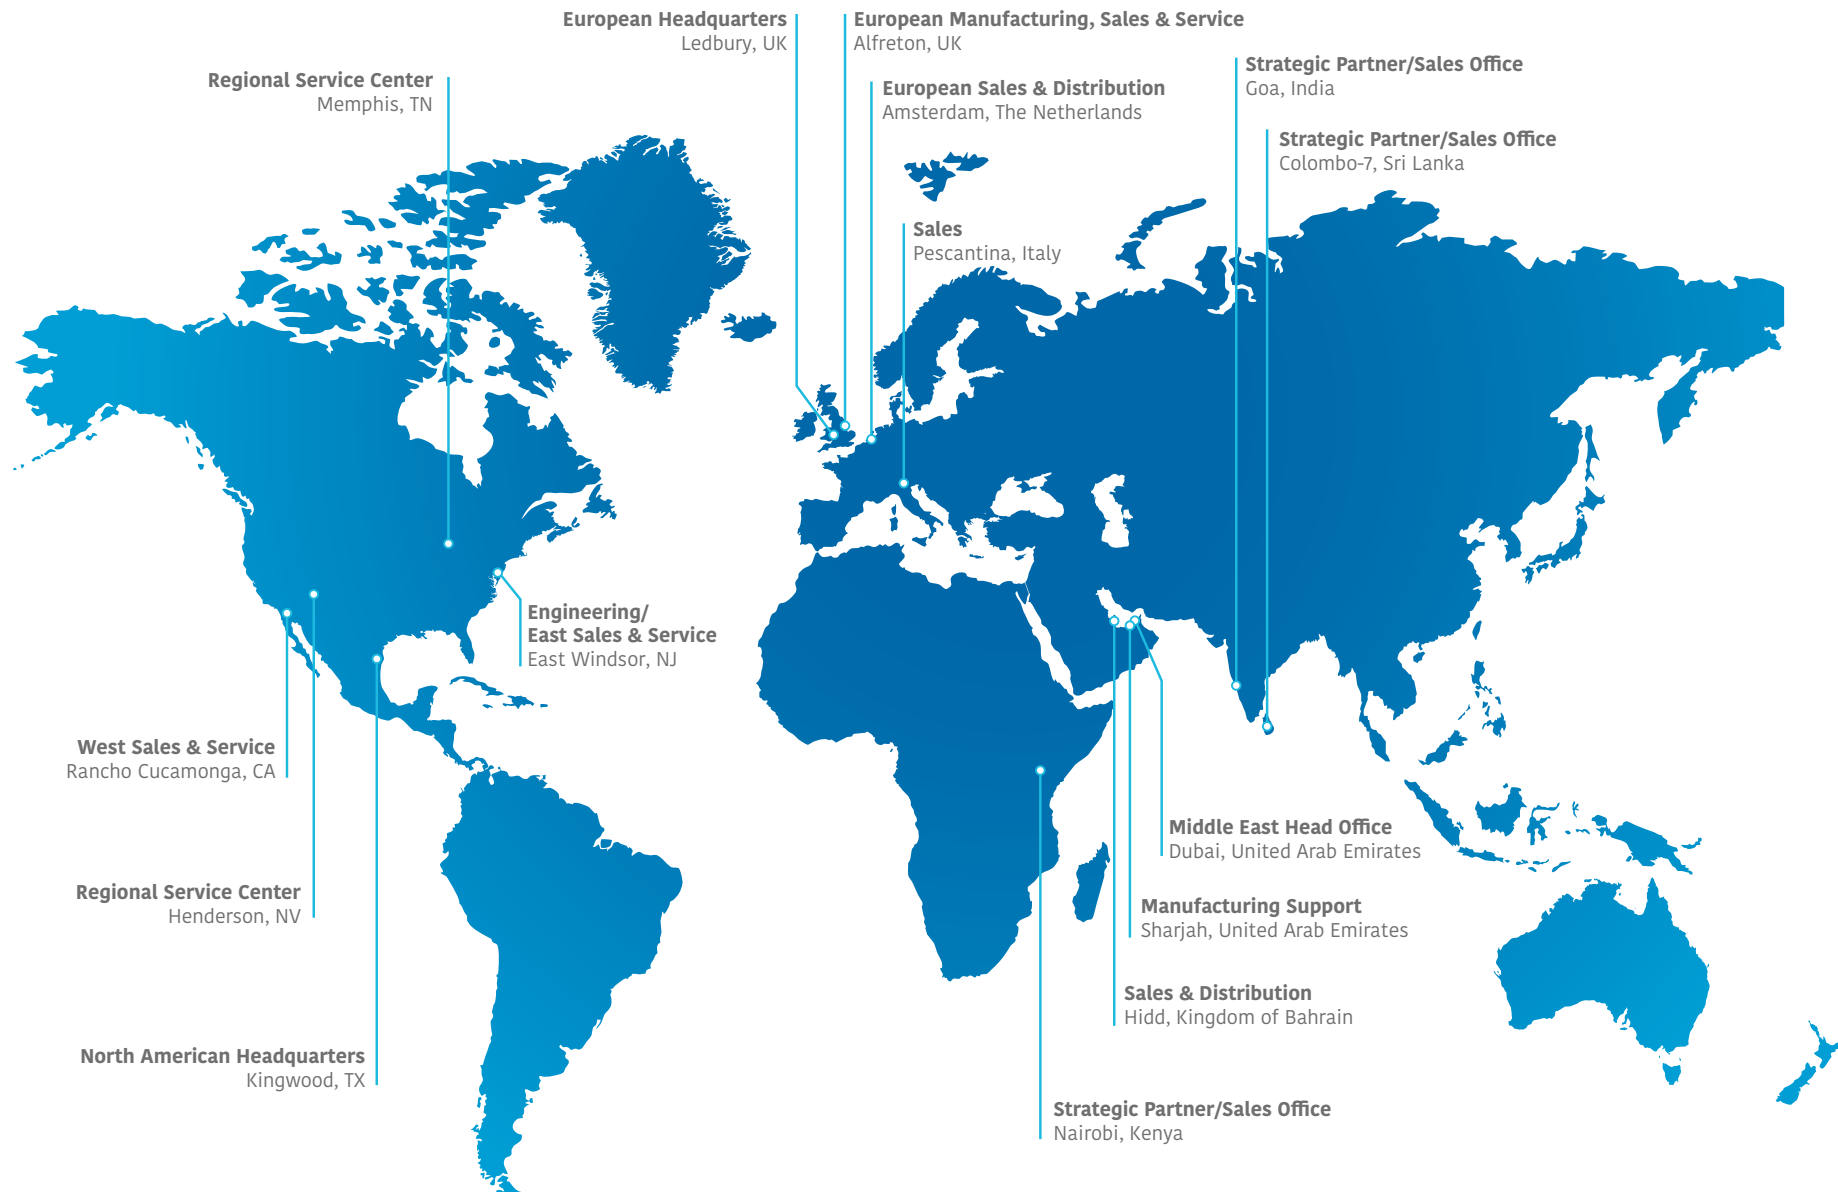 European Headquarters
Ledbury, UK
European Manufacturing, Sales & Service
Alfreton, UK
Regional Service Center
Memphis, TN
European Sales & Distribution
Amsterdam, The Netherlands
Strategic Partner/Sales Office
Goa, India
Strategic Partner/Sales Office
Colombo-7, Sri Lanka
Sales
Pescantina, Italy
Engineering/
East Sales & Service
East Windsor, NJ
West Sales & Service
Rancho Cucamonga, CA
Middle East Head Office
Dubai, United Arab Emirates
Regional Service Center
Henderson, NV
Manufacturing Support
Sharjah, United Arab Emirates
Sales & Distribution
Hidd, Kingdom of Bahrain
North American Headquarters
Kingwood, TX
Strategic Partner/Sales Office
Nairobi, Kenya